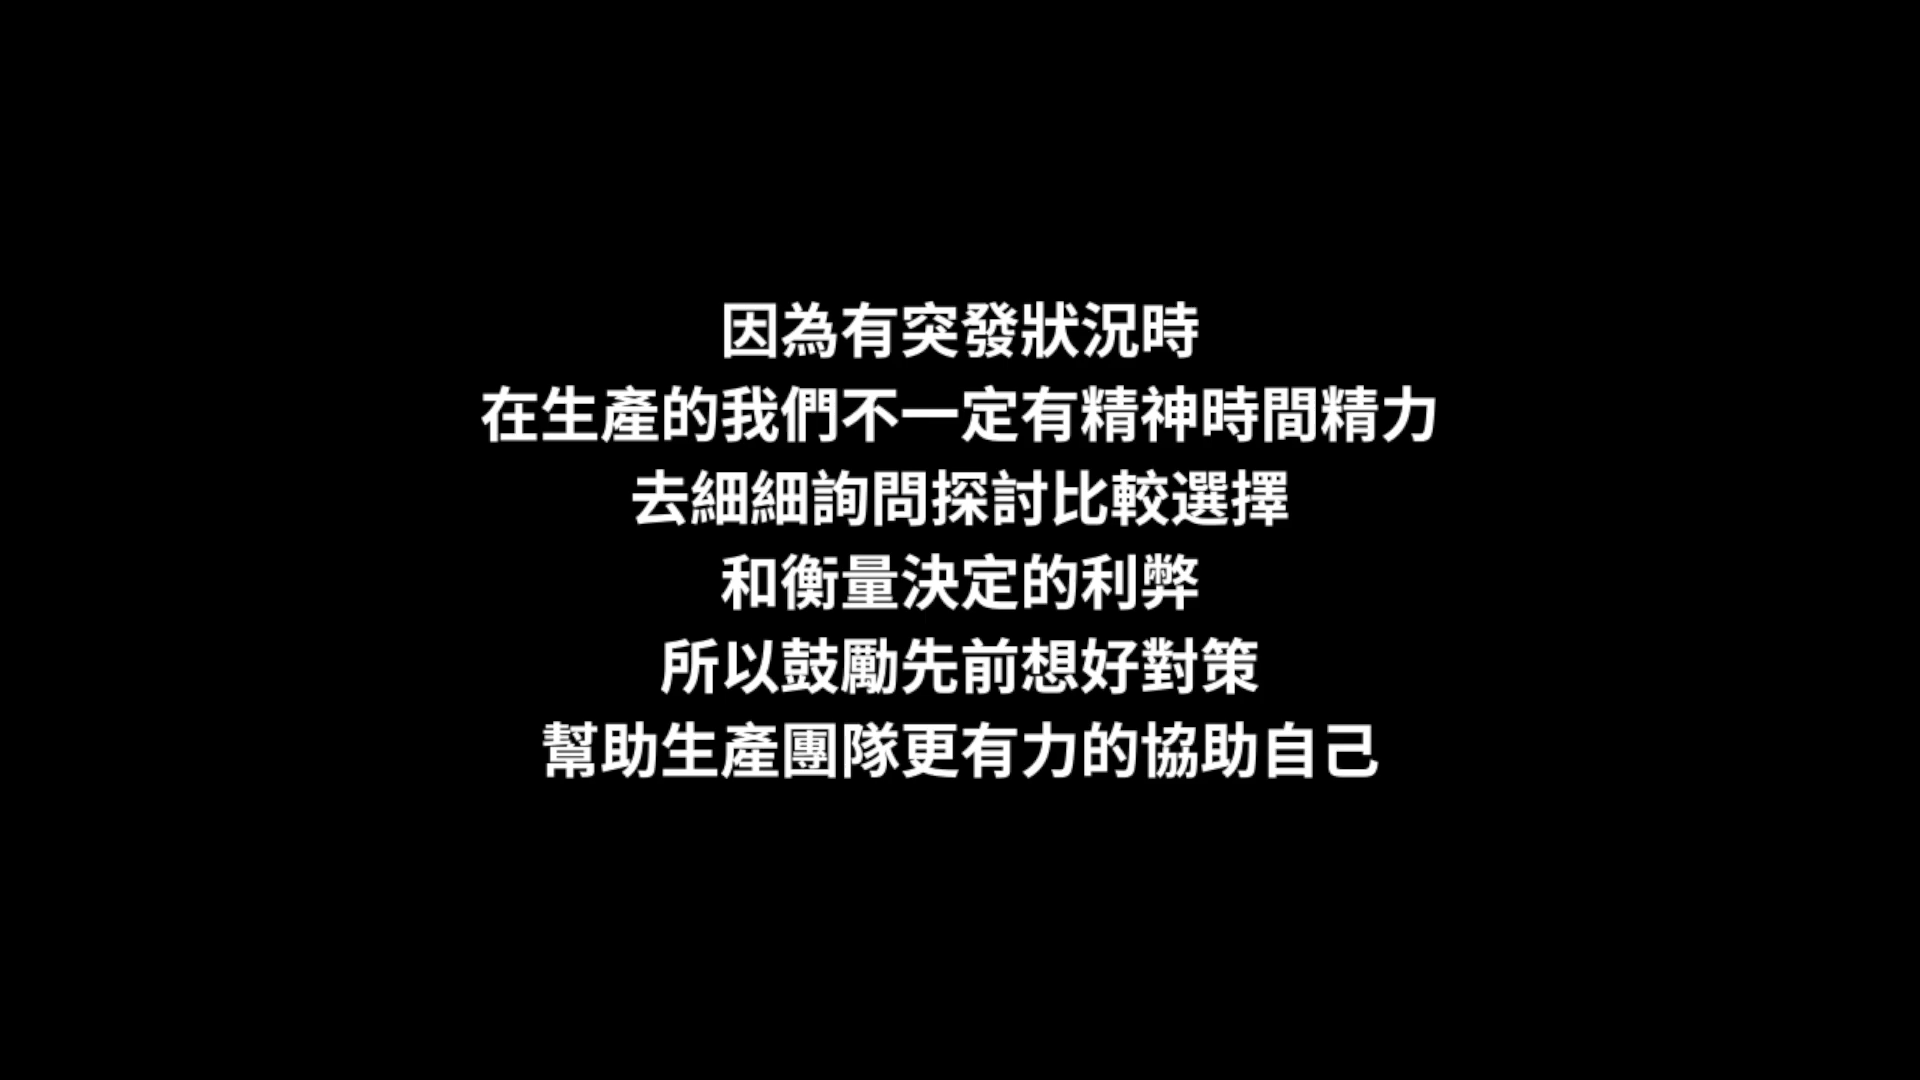 因為有突發狀況時
在生產的我們不一定有精神時間精力
去細細詢問探討比較選擇
和衡量決定的利弊
所以鼓勵先前想好對策
幫助生產團隊更有力的協助自己